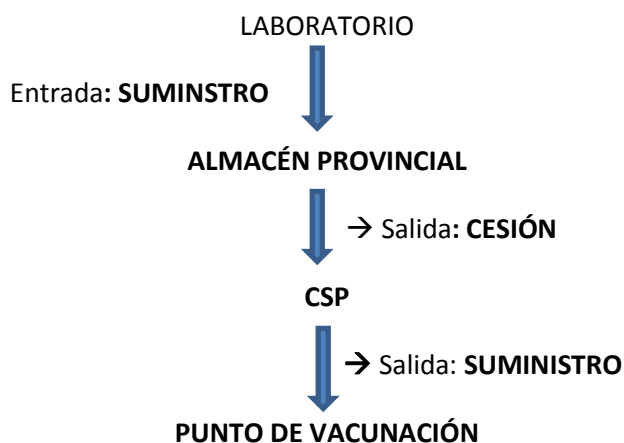 LABORATORIO
Entrada: SUMINSTRO
ALMACÉN PROVINCIAL
→ Salida: CESIÓN
CSP
→ Salida: SUMINISTRO
PUNTO DE VACUNACIÓN